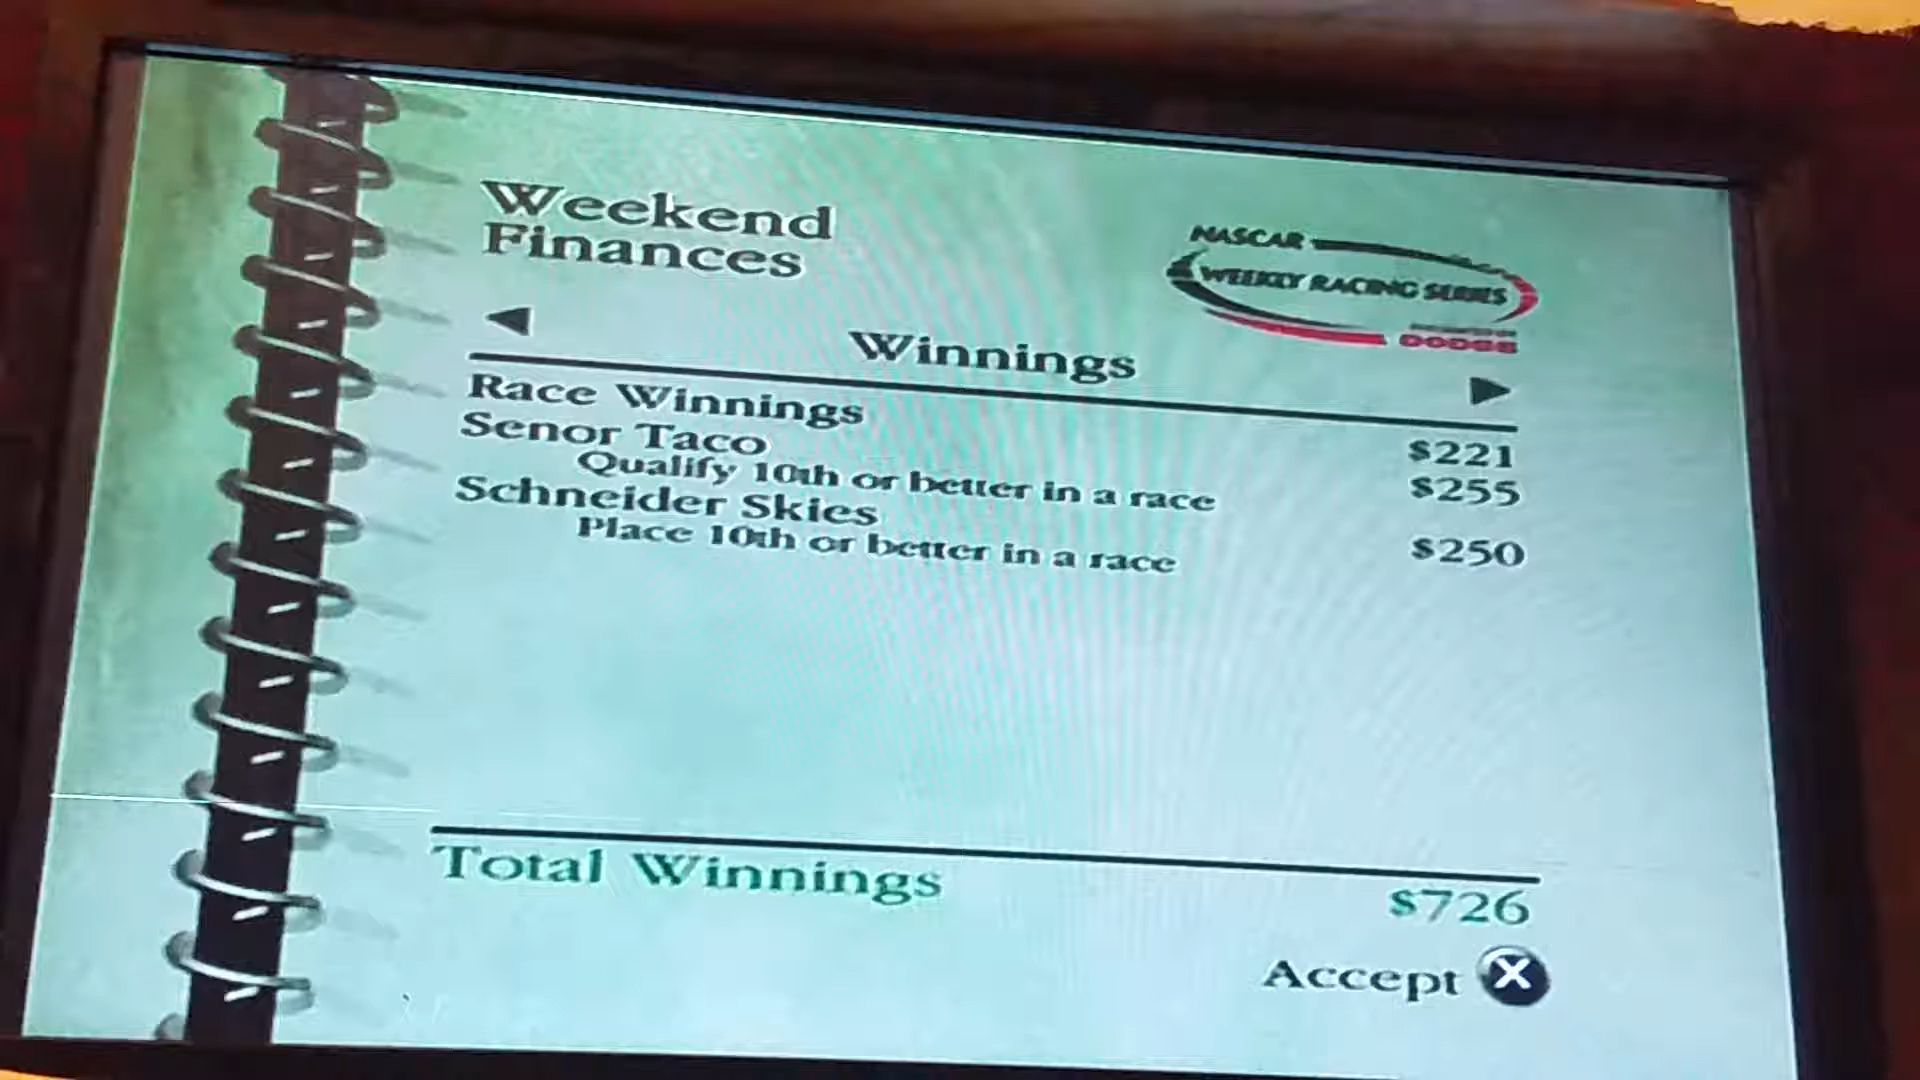 Weekend
Finances
NASCAR
WEEKLY RACING SERIES
DODGE
Winnings
Race Winnings $221
Senor Taco $255
Qualify 10th or better in a race
Schneider Skies $250
Place 10th or better in a race
Total Winnings $726
Accept X